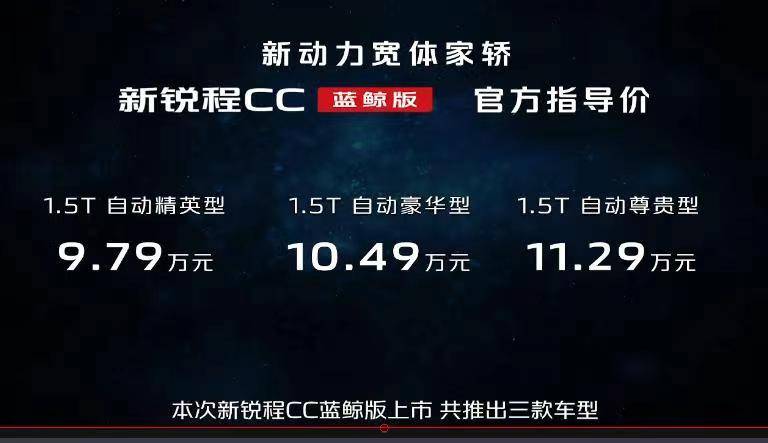 新动力宽体家轿
新锐程CC 蓝鲸版 官方指导价
1.5T 自动精英型 1.5T 自动豪华型 1.5T 自动尊贵型
9.79万元 10.49万元 11.29万元
本次新锐程CC蓝鲸版上市 共推出三款车型